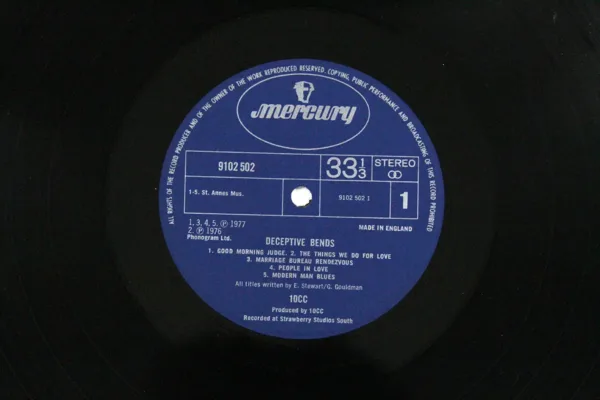 ALL RIGHTS OF THE RECORD PRODUCER AND OF THE OWNER OF THE WORK REPRODUCED RESERVED. COPYING, PUBLIC PERFORMANCE AND BROADCASTING OF THIS RECORD PROHIBITED
mercury
9102 502
33 1/3
STEREO
1-5. St. Annes Mus.
9102 502 1
1
1, 3, 4, 5. ℗ 1977
2. ℗ 1976
Phonogram Ltd.
MADE IN ENGLAND
DECEPTIVE BENDS
1. GOOD MORNING JUDGE. 2. THE THINGS WE DO FOR LOVE
3. MARRIAGE BUREAU RENDEZVOUS
4. PEOPLE IN LOVE
5. MODERN MAN BLUES
All titles written by E. Stewart/G. Gouldman
10CC
Produced by 10CC
Recorded at Strawberry Studios South